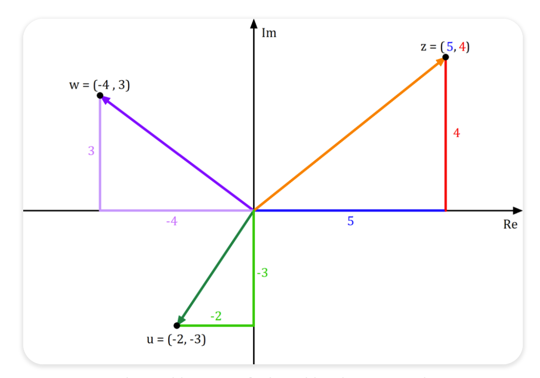 Im
z = (5, 4)
w = (-4 , 3)
3
4
-4
5
Re
-3
-2
u = (-2, -3)